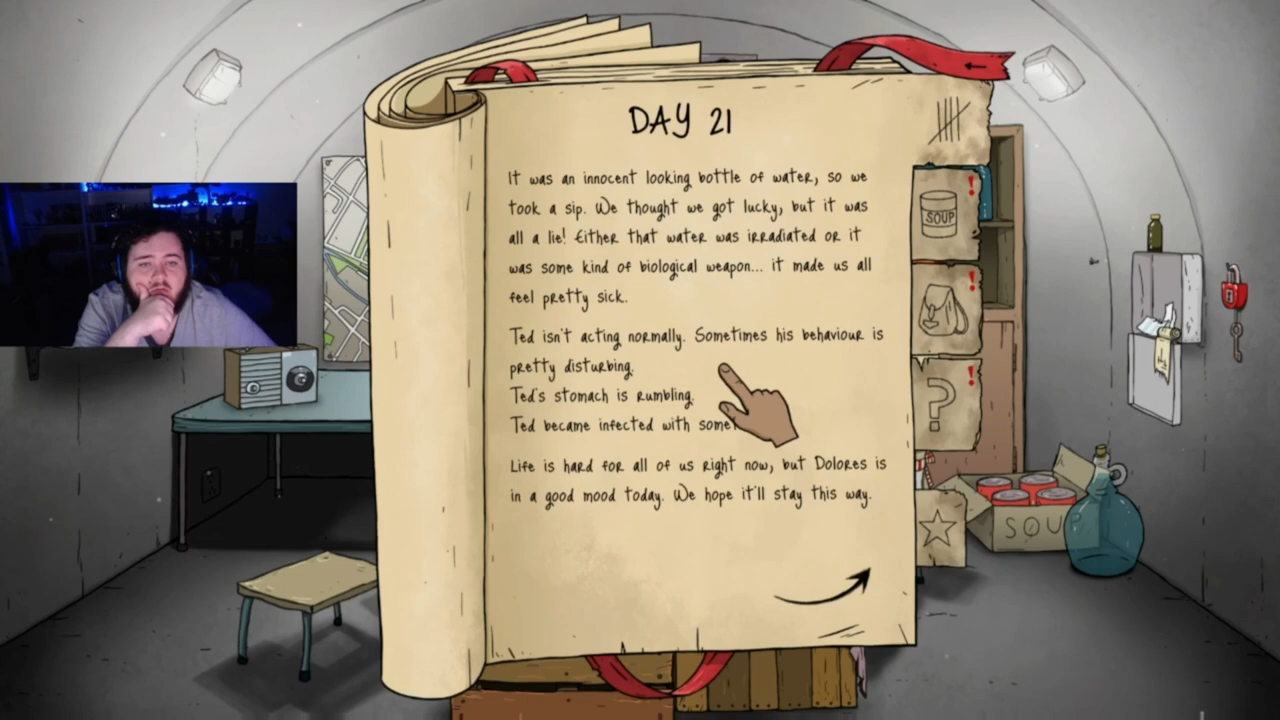 DAY 21
It was an innocent looking bottle of water, so we
took a sip. We thought we got lucky, but it was
all a lie! Either that water was irradiated or it
was some kind of biological weapon... it made us all
feel pretty sick.
Ted isn't acting normally. Sometimes his behaviour is
pretty disturbing.
Ted's stomach is rumbling.
Ted became infected with
Life is hard for all of us right now, but Dolores is
in a good mood today. We hope it'll stay this way.
SOUP
!
!
?
!
SOUP